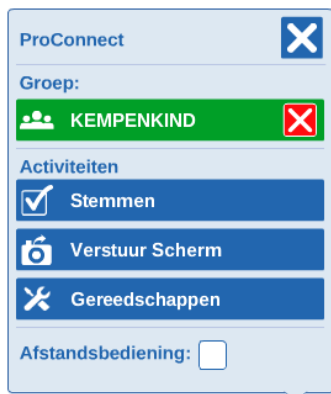 ProConnect
Groep:
KEMPENKIND
Activiteiten
Stemmen
Verstuur Scherm
Gereedschappen
Afstandsbediening: